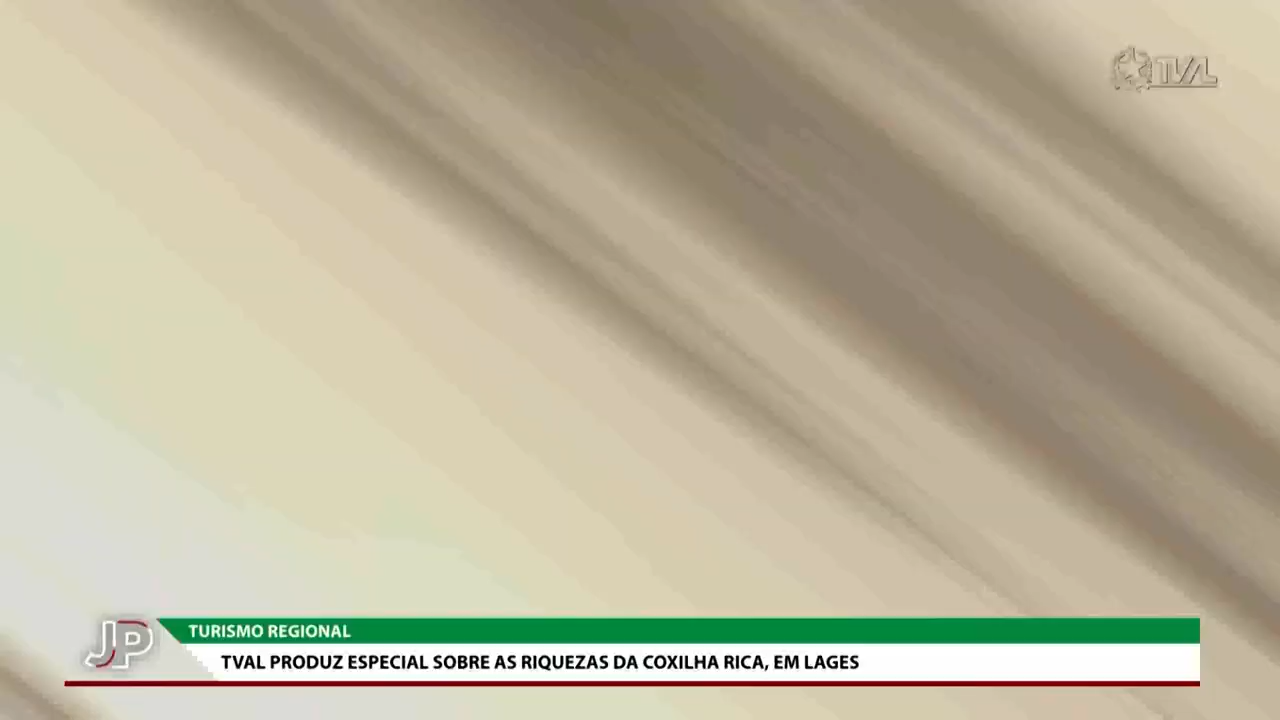 TVAL
JP
TURISMO REGIONAL
TVAL PRODUZ ESPECIAL SOBRE AS RIQUEZAS DA COXILHA RICA, EM LAGES